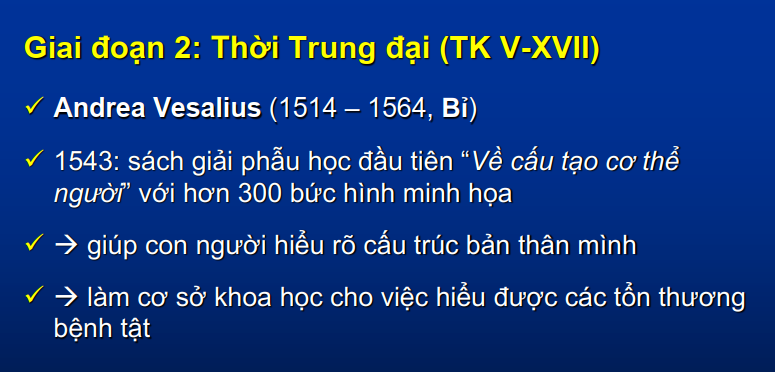 Giai đoạn 2: Thời Trung đại (TK V-XVII)
✓ Andrea Vesalius (1514 – 1564, Bỉ)
✓ 1543: sách giải phẫu học đầu tiên “Về cấu tạo cơ thể
người” với hơn 300 bức hình minh họa
✓ → giúp con người hiểu rõ cấu trúc bản thân mình
✓ → làm cơ sở khoa học cho việc hiểu được các tổn thương
bệnh tật